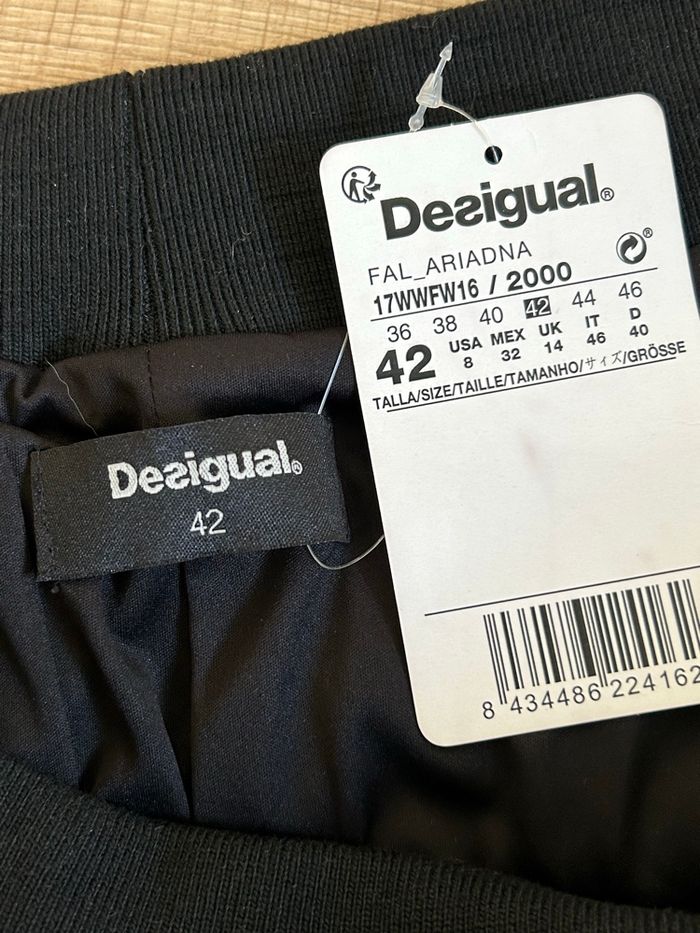 Desigual®
FAL_ARIADNA
17WWFW16 / 2000
36 38 40 42 44 46
42 USA MEX UK IT D
8 32 14 46 40
TALLA/SIZE/TAILLE/TAMANHO/サイズ/GRÖSSE
8 434486 224162
Desigual®
42